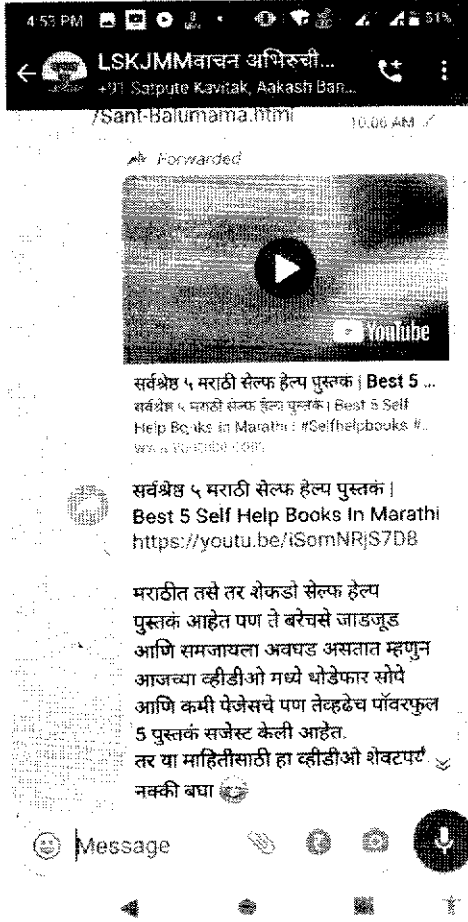 4:53 PM
51%
LSKJMMवाचन अभिरुची...
+91 Satpute Kavitak, Aakash Ban...
/Sant-Balumama.html
10:06 AM
Forwarded
YouTube
सर्वश्रेष्ठ ५ मराठी सेल्फ हेल्प पुस्तकं | Best 5 ...
सर्वश्रेष्ठ ५ मराठी सेल्फ हेल्प पुस्तकं | Best 5 Self
Help Books In Marathi | #Selfhelpbooks #..
www.youtube.com
सर्वश्रेष्ठ ५ मराठी सेल्फ हेल्प पुस्तकं |
Best 5 Self Help Books In Marathi
https://youtu.be/iSomNRjS7D8
मराठीत तसे तर शेकडो सेल्फ हेल्प
पुस्तकं आहेत पण ते बरेचसे जाडजूड
आणि समजायला अवघड असतात म्हणुन
आजच्या व्हीडीओ मध्ये थोडेफार सोपे
आणि कमी पेजेसचे पण तेव्हढेच पॉवरफुल
5 पुस्तकं सजेस्ट केली आहेत.
तर या माहितीसाठी हा व्हीडीओ शेवटपर्य
नक्की बघा
Message